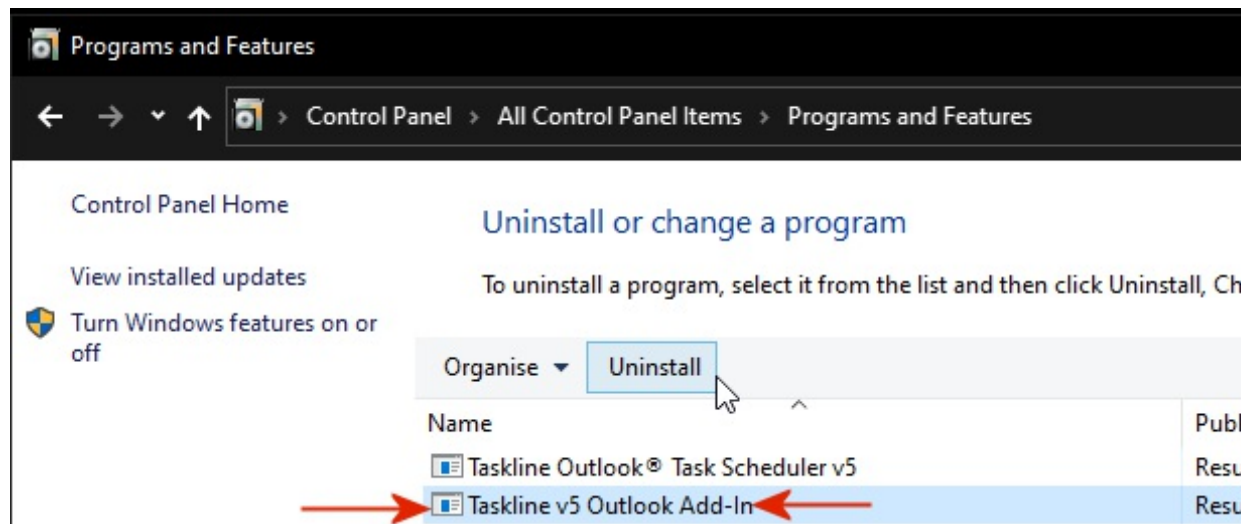 Programs and Features
Control Panel > All Control Panel Items > Programs and Features
Control Panel Home
Uninstall or change a program
View installed updates
To uninstall a program, select it from the list and then click Uninstall, Ch
Turn Windows features on or
off
Organise
Uninstall
Name
Publ
Taskline Outlook® Task Scheduler v5
Resu
Taskline v5 Outlook Add-In
Resu